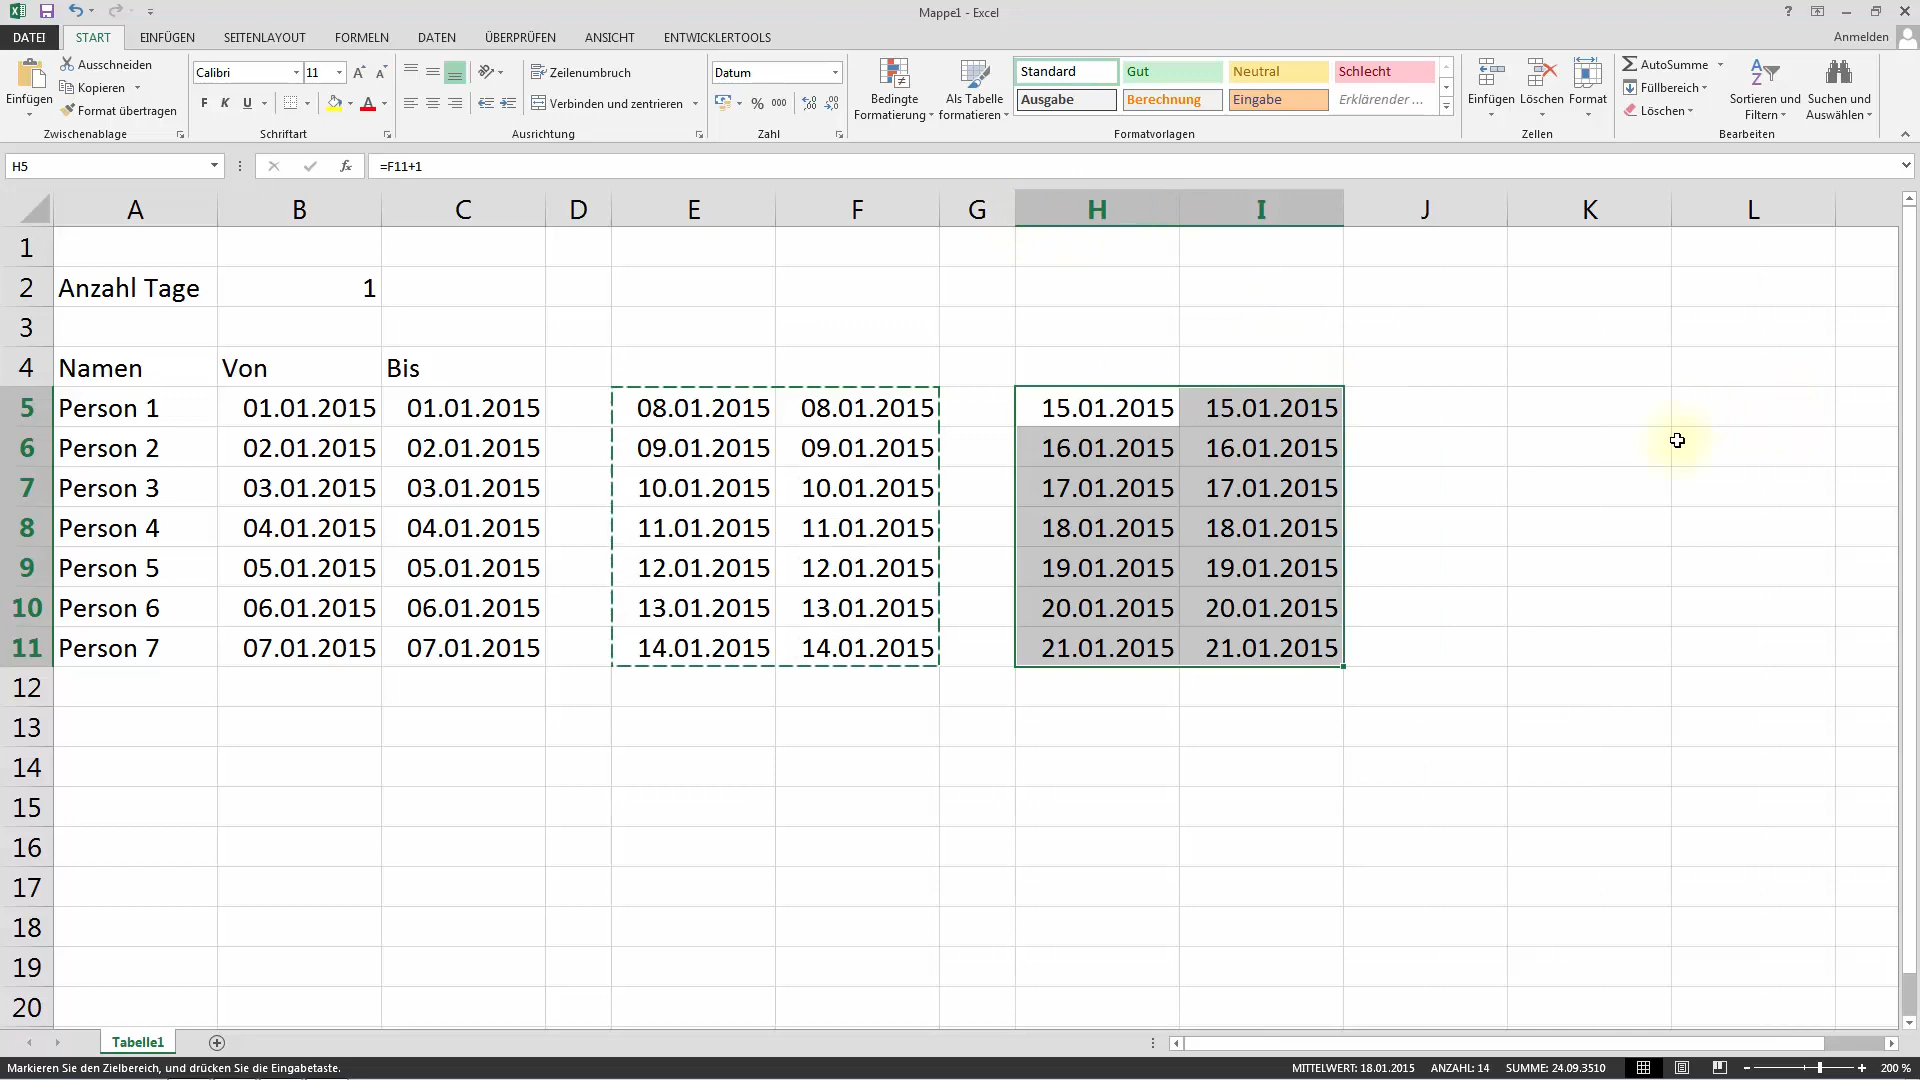 Mappe1 - Excel
Anmelden
DATEI START EINFÜGEN SEITENLAYOUT FORMELN DATEN ÜBERPRÜFEN ANSICHT ENTWICKLERTOOLS
Einfügen
Ausschneiden
Kopieren
Format übertragen
Zwischenablage
Calibri 11
F K U
Schriftart
Zeilenumbruch
Verbinden und zentrieren
Ausrichtung
Datum
% 000
Zahl
Bedingte Formatierung
Als Tabelle formatieren
Standard Gut Neutral Schlecht
Ausgabe Berechnung Eingabe Erklärender ...
Formatvorlagen
Einfügen Löschen Format
Zellen
AutoSumme
Füllbereich
Löschen
Sortieren und Filtern
Suchen und Auswählen
Bearbeiten
H5 fx =F11+1
A B C D E F G H I J K L
1
2 Anzahl Tage 1
3
4 Namen Von Bis
5 Person 1 01.01.2015 01.01.2015 08.01.2015 08.01.2015 15.01.2015 15.01.2015
6 Person 2 02.01.2015 02.01.2015 09.01.2015 09.01.2015 16.01.2015 16.01.2015
7 Person 3 03.01.2015 03.01.2015 10.01.2015 10.01.2015 17.01.2015 17.01.2015
8 Person 4 04.01.2015 04.01.2015 11.01.2015 11.01.2015 18.01.2015 18.01.2015
9 Person 5 05.01.2015 05.01.2015 12.01.2015 12.01.2015 19.01.2015 19.01.2015
10 Person 6 06.01.2015 06.01.2015 13.01.2015 13.01.2015 20.01.2015 20.01.2015
11 Person 7 07.01.2015 07.01.2015 14.01.2015 14.01.2015 21.01.2015 21.01.2015
12
13
14
15
16
17
18
19
20
Tabelle1
Markieren Sie den Zielbereich, und drücken Sie die Eingabetaste. MITTELWERT: 18.01.2015 ANZAHL: 14 SUMME: 24.09.3510 200 %